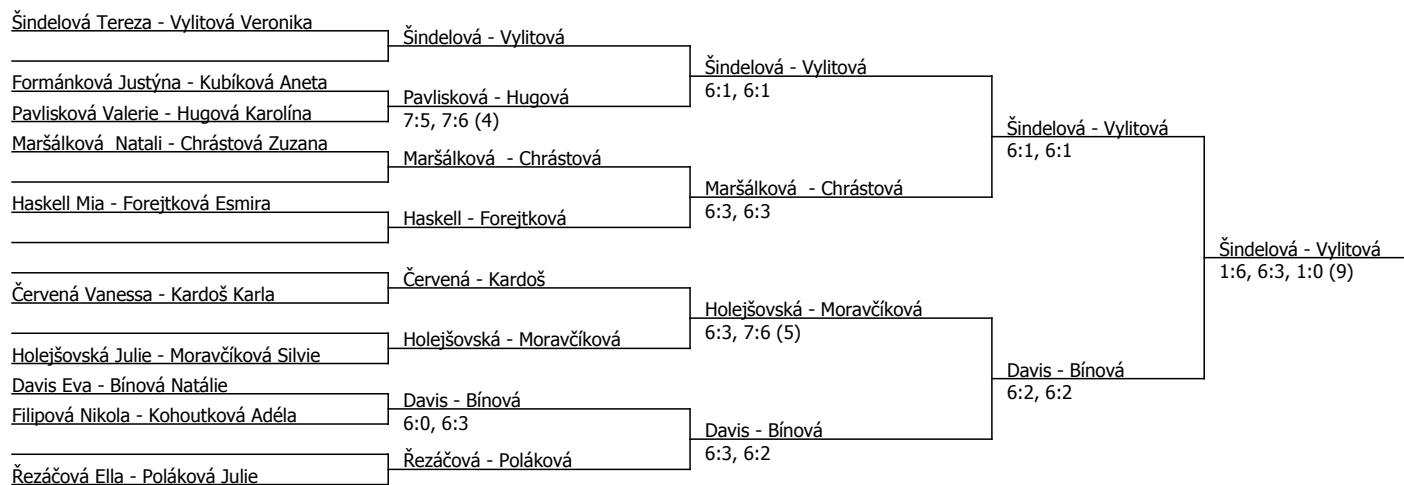 Šindelová Tereza - Vylitová Veronika
Formánková Justýna - Kubíková Aneta
Pavlisková Valerie - Hugová Karolína
Maršálková  Natali - Chrástová Zuzana
Haskell Mia - Forejtková Esmira
Červená Vanessa - Kardoš Karla
Holejšovská Julie - Moravčíková Silvie
Davis Eva - Bínová Natálie
Filipová Nikola - Kohoutková Adéla
Řezáčová Ella - Poláková Julie
Šindelová - Vylitová
Pavlisková - Hugová
7:5, 7:6 (4)
Maršálková  - Chrástová
Haskell - Forejtková
Červená - Kardoš
Holejšovská - Moravčíková
Davis - Bínová
6:0, 6:3
Řezáčová - Poláková
Šindelová - Vylitová
6:1, 6:1
Maršálková  - Chrástová
6:3, 6:3
Holejšovská - Moravčíková
6:3, 7:6 (5)
Davis - Bínová
6:3, 6:2
Šindelová - Vylitová
6:1, 6:1
Davis - Bínová
6:2, 6:2
Šindelová - Vylitová
1:6, 6:3, 1:0 (9)